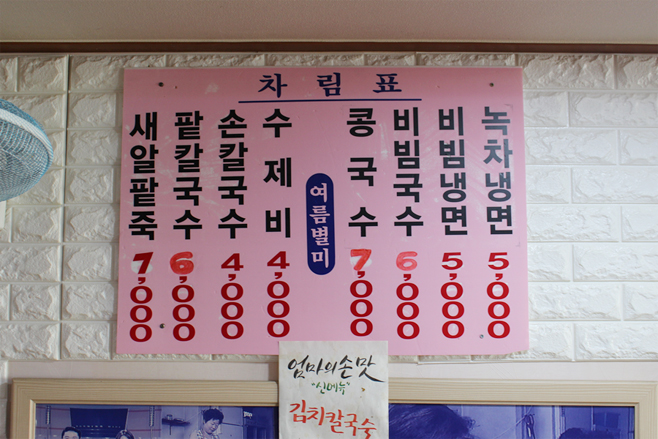 차림표
새알팥죽 7,000
팥칼국수 6,000
손칼국수 4,000
수제비 4,000
여름별미
콩국수 7,000
비빔국수 6,000
비빔냉면 5,000
녹차냉면 5,000
엄마의손맛
"신메뉴"
김치칼국수